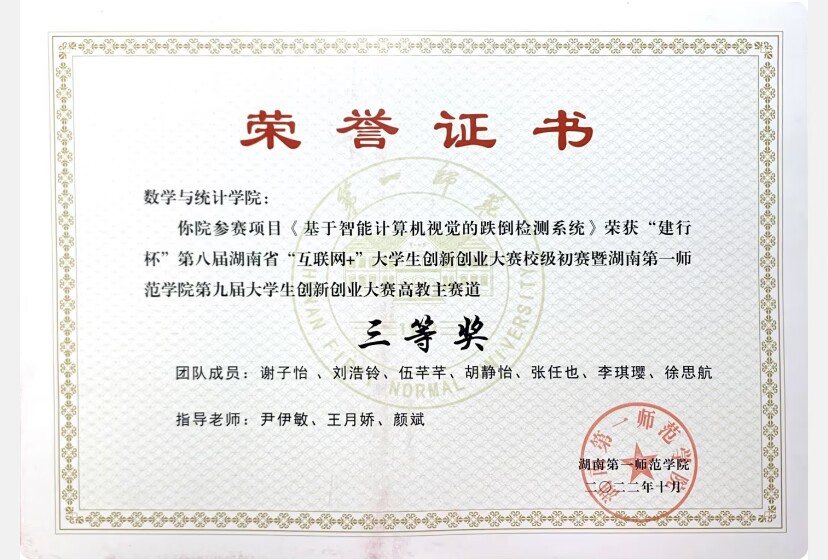 荣誉证书
数学与统计学院：
你院参赛项目《基于智能计算机视觉的跌倒检测系统》荣获“建行
杯”第八届湖南省“互联网+”大学生创新创业大赛校级初赛暨湖南第一师
范学院第九届大学生创新创业大赛高教主赛道
三等奖
团队成员：谢子怡 、刘浩铃、伍芊芊、胡静怡、张任也、李琪璎、徐思航
指导老师：尹伊敏、王月娇、颜斌
湖南第一师范学院
二〇二二年十月